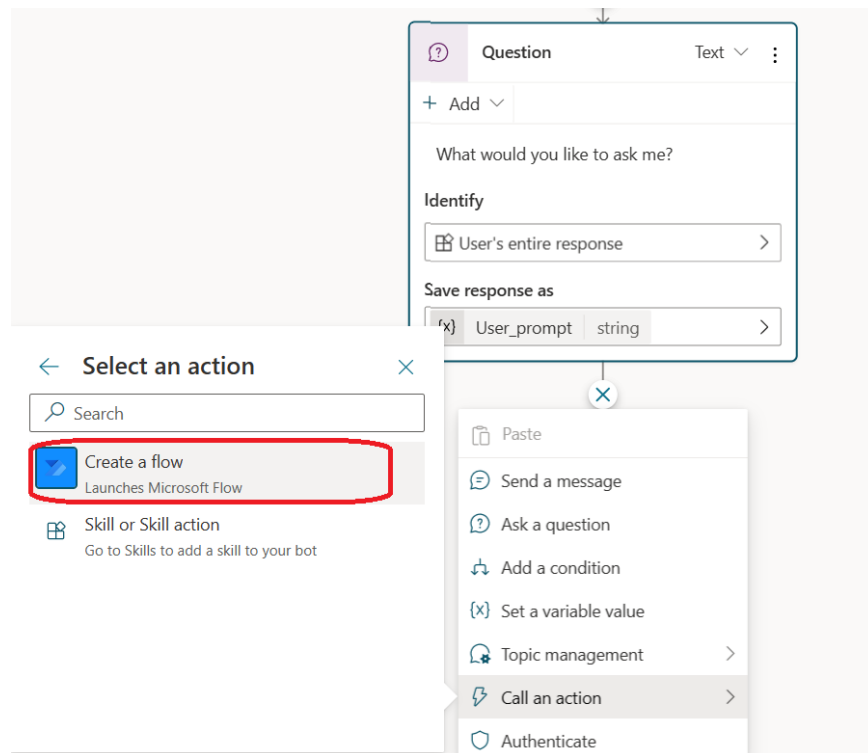 Question
Text
Add
What would you like to ask me?
Identify
User's entire response
Save response as
{x} User_prompt string
Select an action
Search
Create a flow
Launches Microsoft Flow
Skill or Skill action
Go to Skills to add a skill to your bot
Paste
Send a message
Ask a question
Add a condition
{x} Set a variable value
Topic management
Call an action
Authenticate